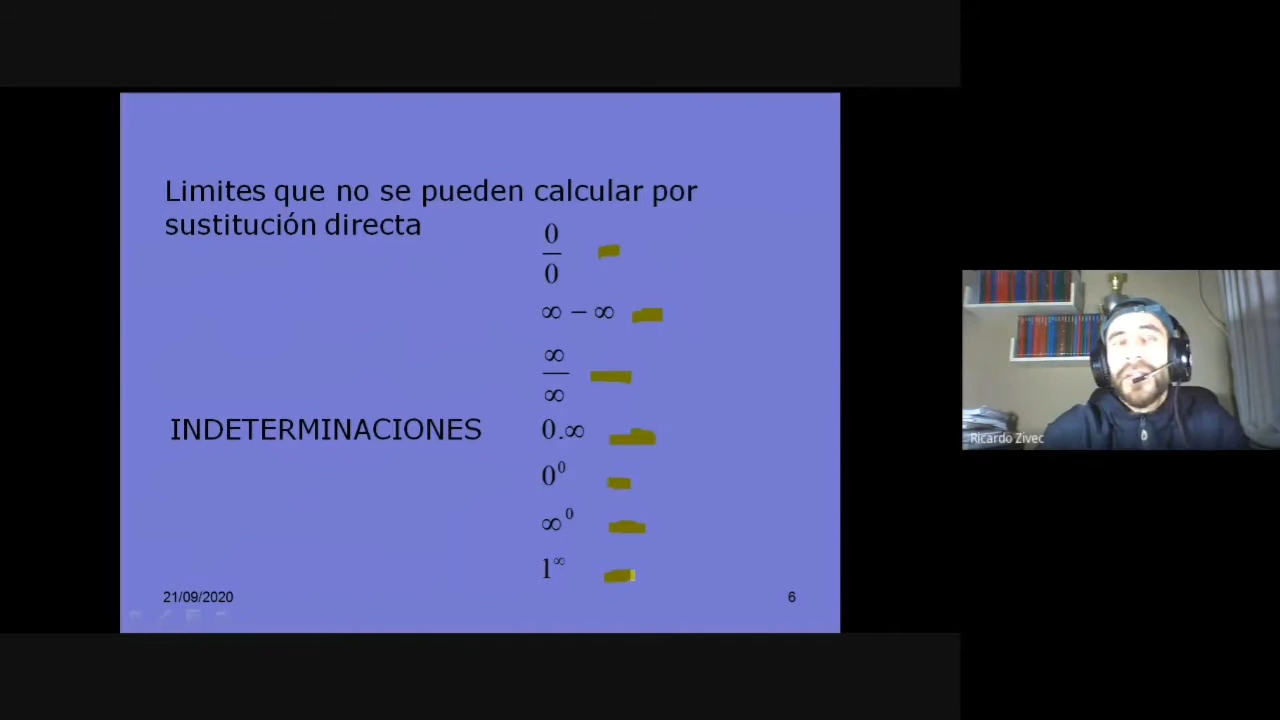 Limites que no se pueden calcular por
sustitución directa
0
0
∞ − ∞
∞
∞
INDETERMINACIONES
0.∞
0⁰
∞⁰
1^∞
21/09/2020
6
Ricardo Zivec